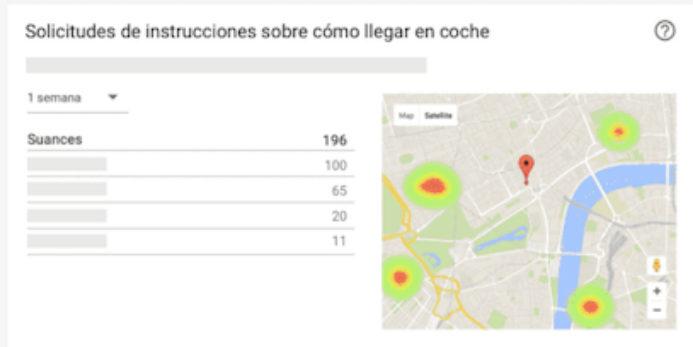 Solicitudes de instrucciones sobre cómo llegar en coche
1 semana
Suances 196
100
65
20
11
Map Satellite